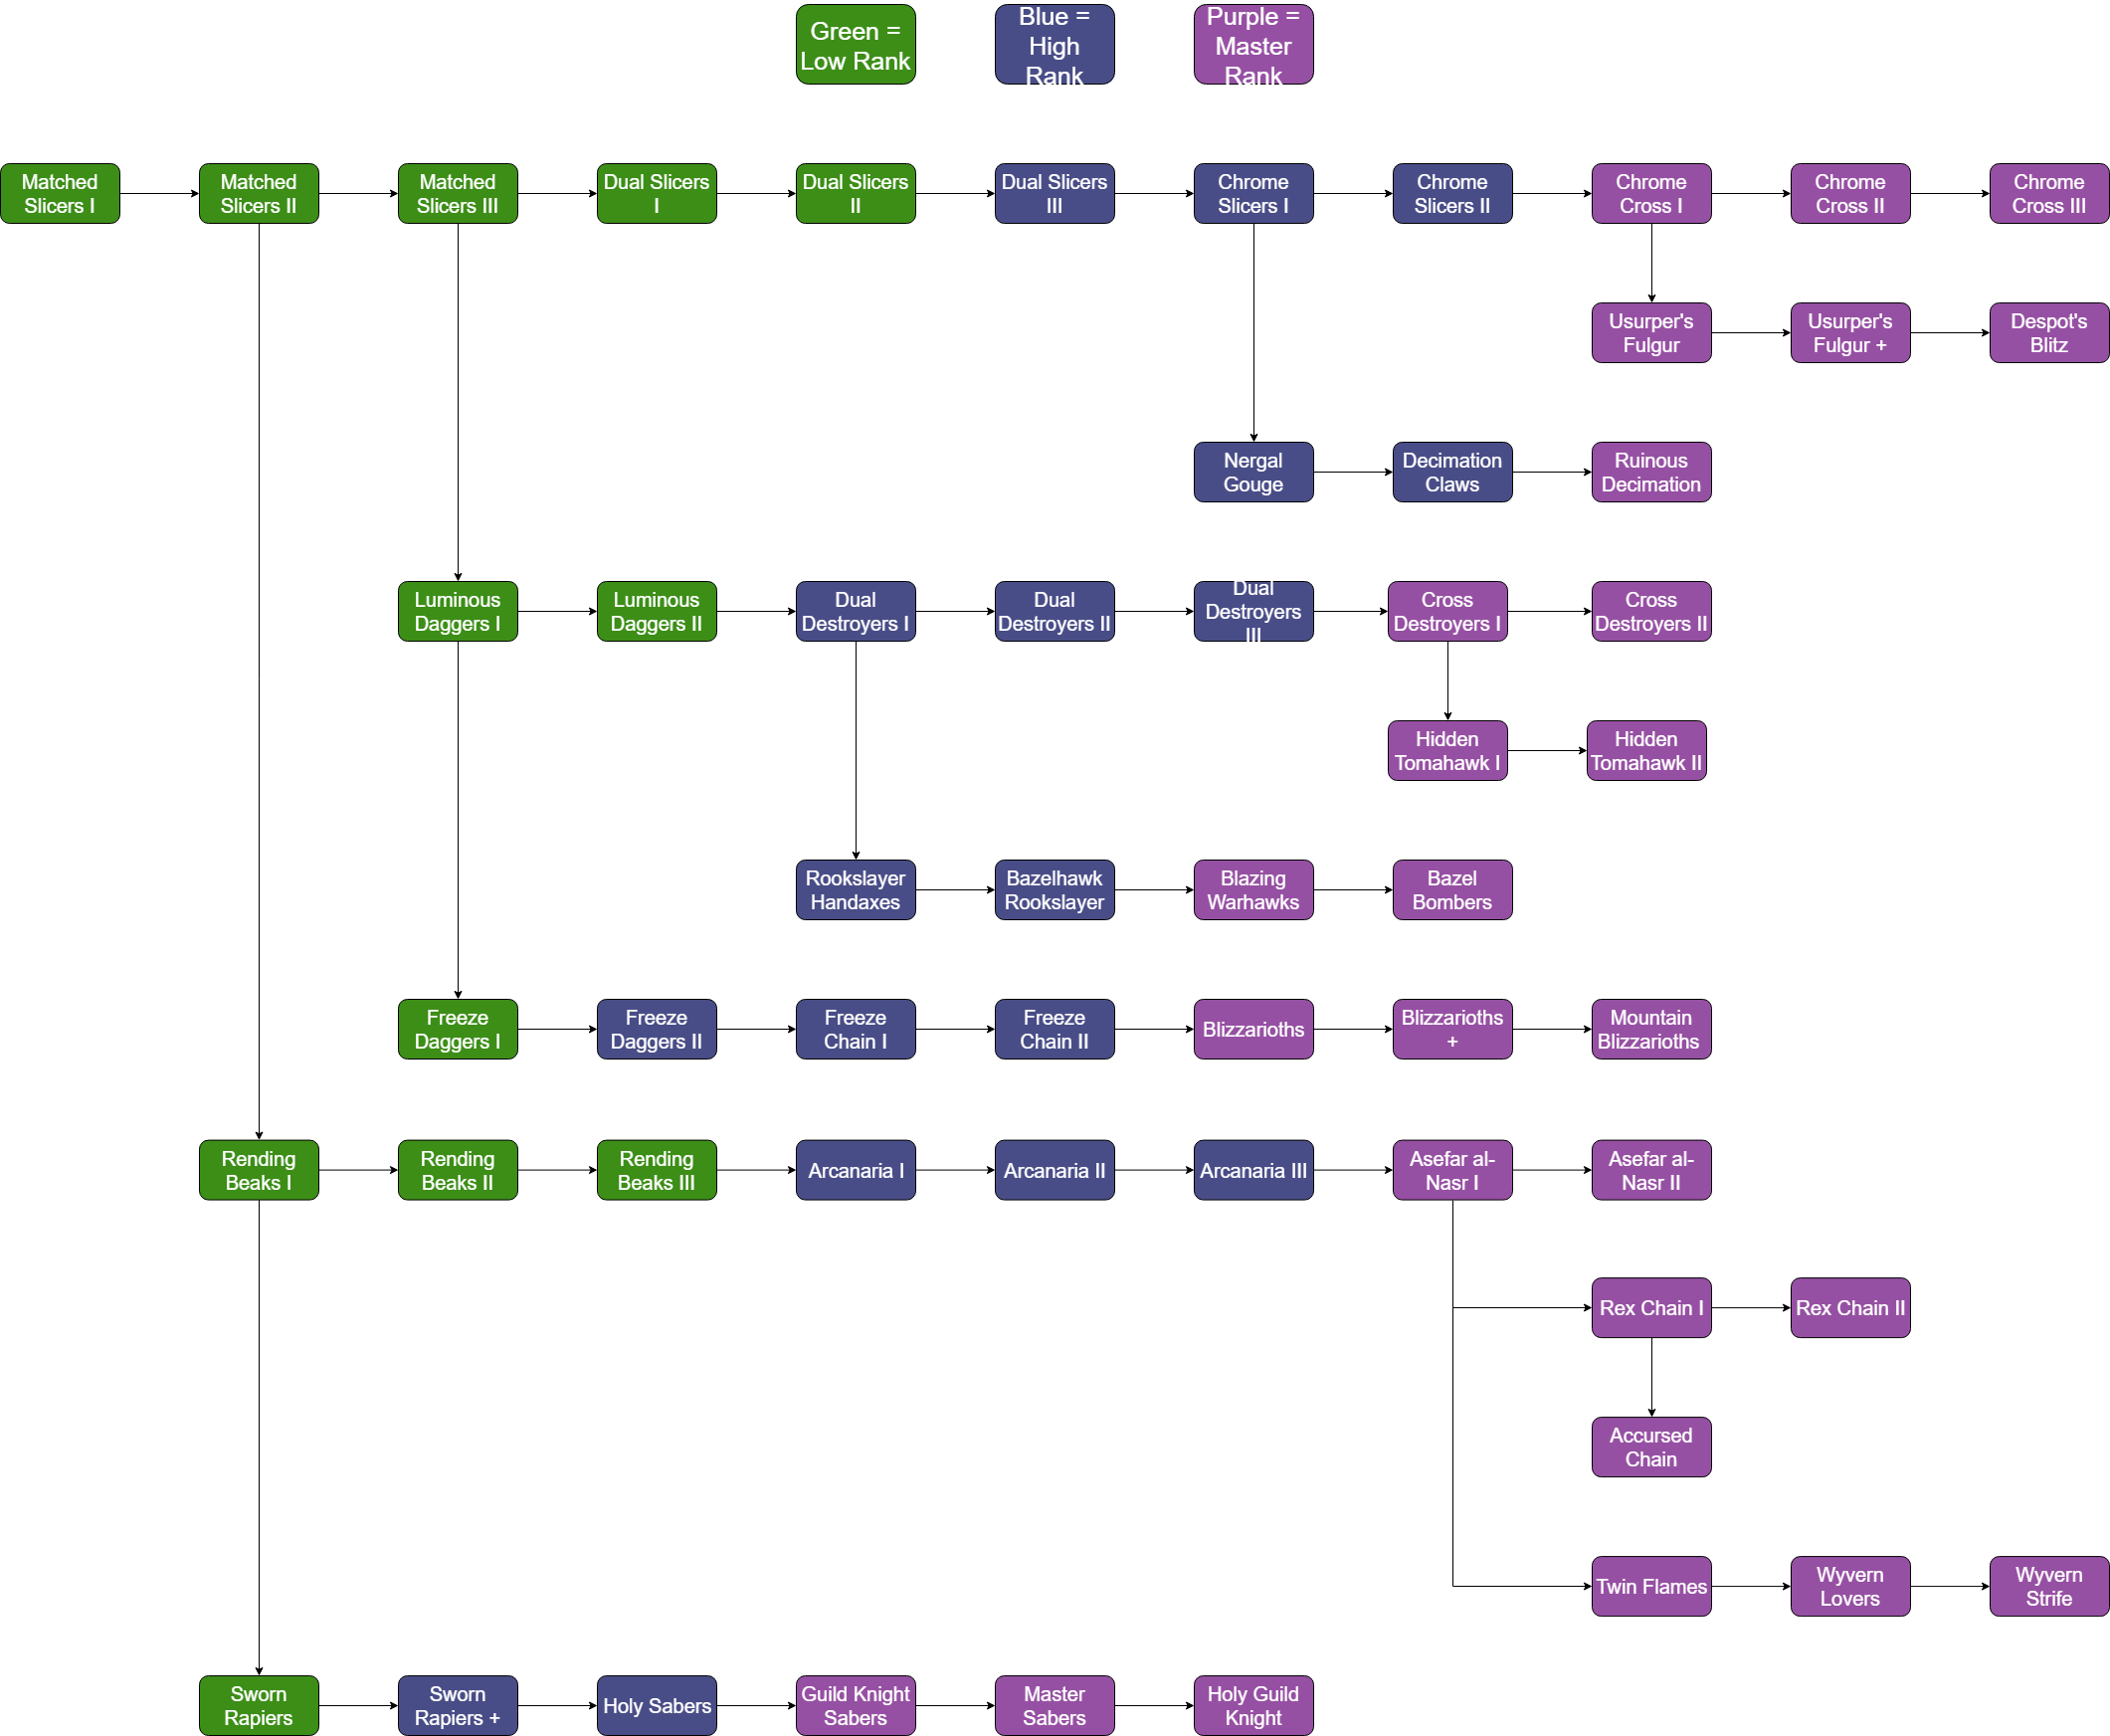 Green =
Low Rank
Blue =
High
Rank
Purple =
Master
Rank
Matched
Slicers I
Matched
Slicers II
Matched
Slicers III
Dual Slicers
I
Dual Slicers
II
Dual Slicers
III
Chrome
Slicers I
Chrome
Slicers II
Chrome
Cross I
Chrome
Cross II
Chrome
Cross III
Usurper's
Fulgur
Usurper's
Fulgur +
Despot's
Blitz
Nergal
Gouge
Decimation
Claws
Ruinous
Decimation
Luminous
Daggers I
Luminous
Daggers II
Dual
Destroyers I
Dual
Destroyers II
Dual
Destroyers
III
Cross
Destroyers I
Cross
Destroyers II
Hidden
Tomahawk I
Hidden
Tomahawk II
Rookslayer
Handaxes
Bazelhawk
Rookslayer
Blazing
Warhawks
Bazel
Bombers
Freeze
Daggers I
Freeze
Daggers II
Freeze
Chain I
Freeze
Chain II
Blizzarioths
Blizzarioths
+
Mountain
Blizzarioths
Rending
Beaks I
Rending
Beaks II
Rending
Beaks III
Arcanaria I
Arcanaria II
Arcanaria III
Asefar al-
Nasr I
Asefar al-
Nasr II
Rex Chain I
Rex Chain II
Accursed
Chain
Twin Flames
Wyvern
Lovers
Wyvern
Strife
Sworn
Rapiers
Sworn
Rapiers +
Holy Sabers
Guild Knight
Sabers
Master
Sabers
Holy Guild
Knight